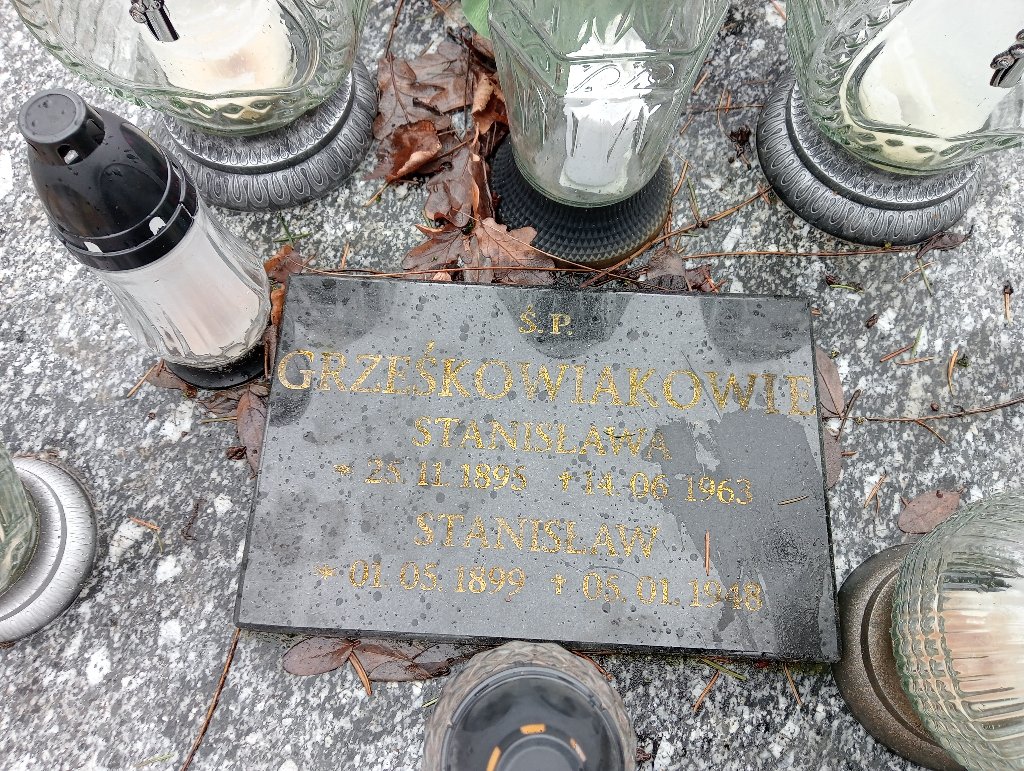 Ś.P.
GRZEŚKOWIAKOWIE
STANISŁAWA
* 25.11.1895 † 14.06.1963
STANISŁAW
* 01.05.1899 † 05.01.1948